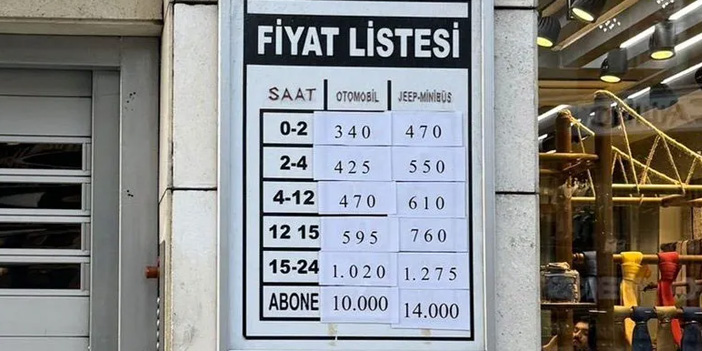 FİYAT LİSTESİ
SAAT OTOMOBİL JEEP-MİNİBÜS
0-2 340 470
2-4 425 550
4-12 470 610
12 15 595 760
15-24 1.020 1.275
ABONE 10.000 14.000